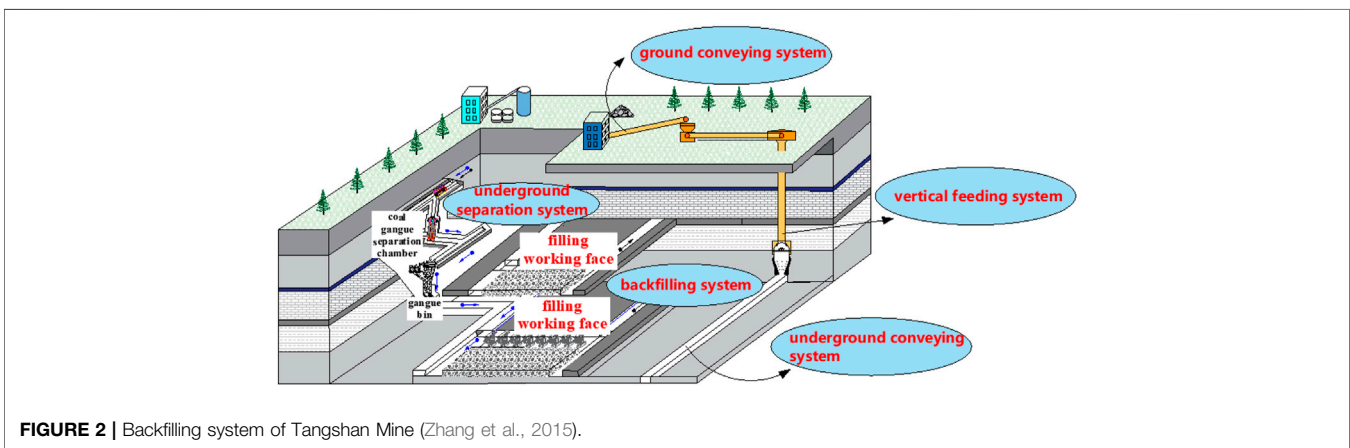 ground conveying system
underground
separation system
vertical feeding system
coal
gangue
separation
chamber
filling
working face
backfilling system
gangue
bin
filling
working face
underground conveying
system
FIGURE 2 | Backfilling system of Tangshan Mine (Zhang et al., 2015).